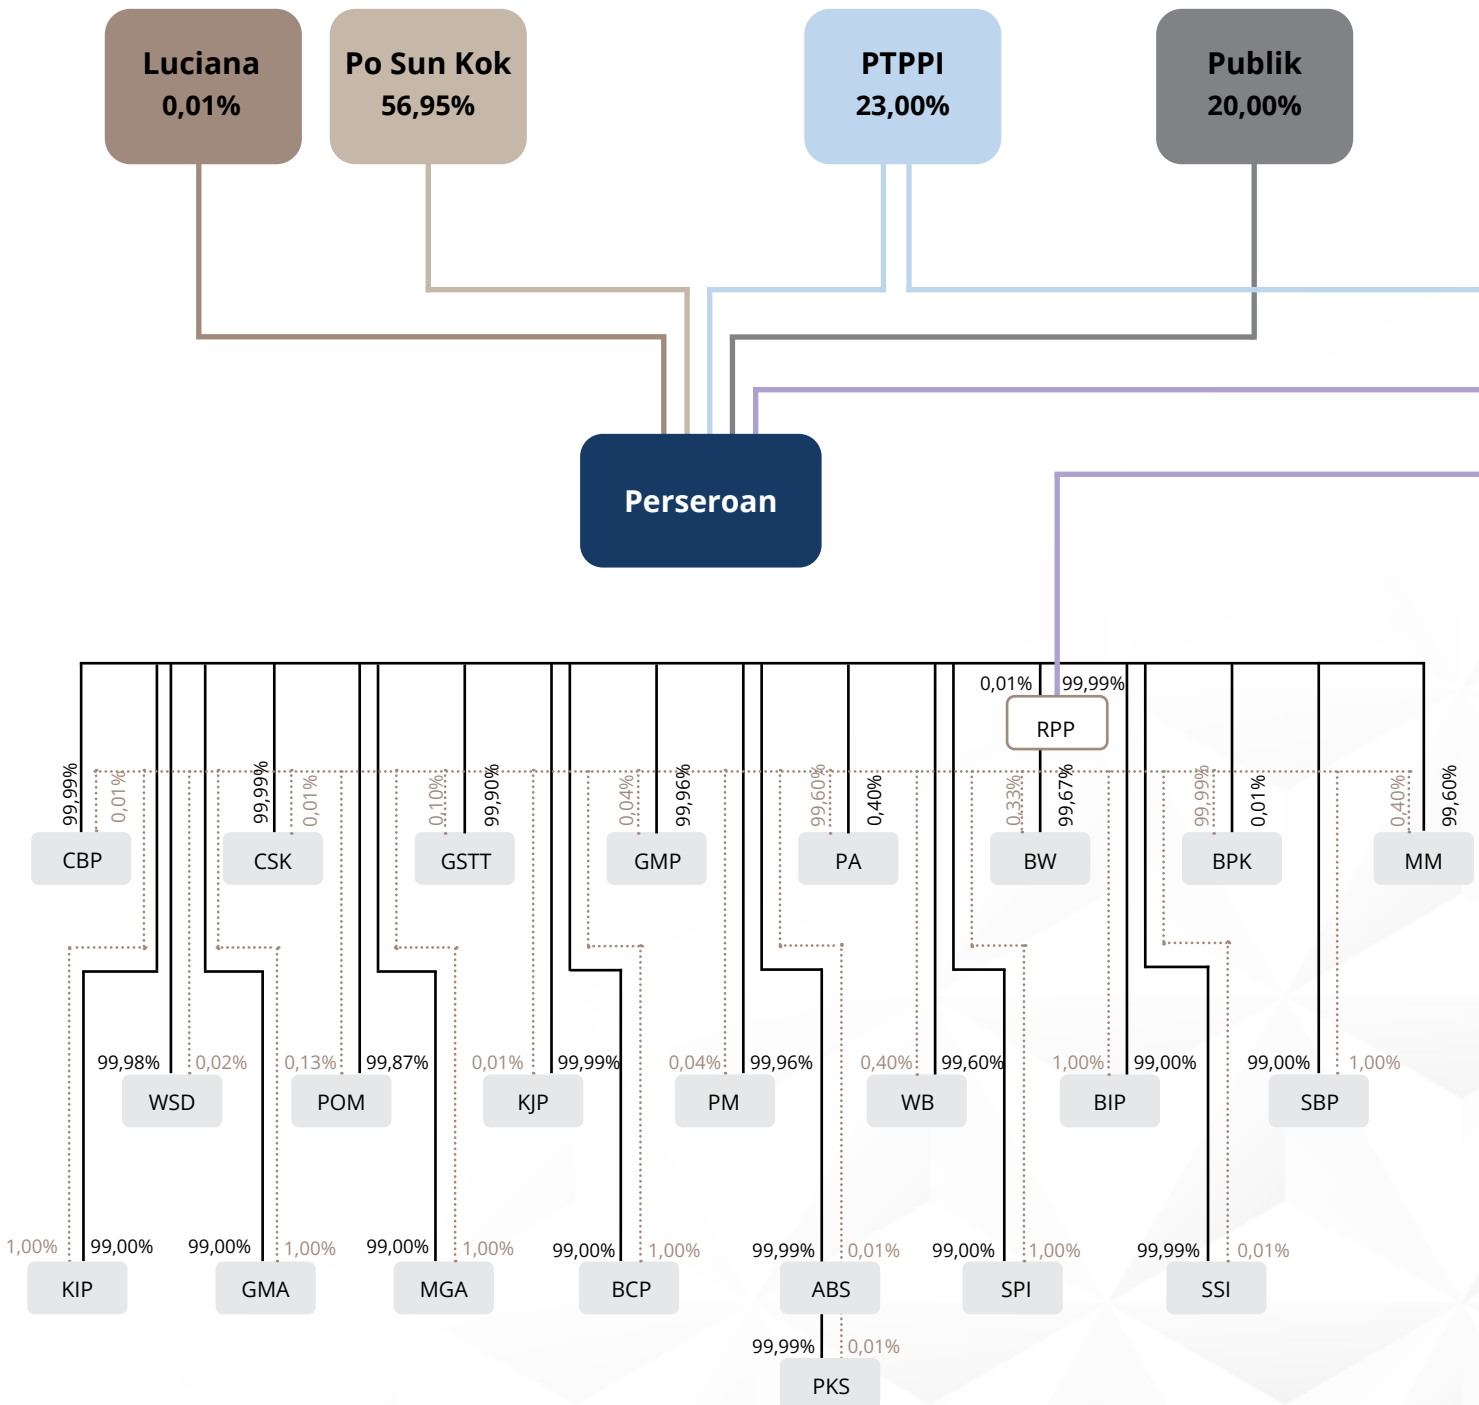 Luciana
0,01%
Po Sun Kok
56,95%
PTPPI
23,00%
Publik
20,00%
Perseroan
0,01%
99,99%
RPP
99,99%
0,01%
99,99%
0,01%
0,10%
99,90%
0,04%
99,96%
99,60%
0,40%
0,33%
99,67%
99,99%
0,01%
0,40%
99,60%
CBP
CSK
GSTT
GMP
PA
BW
BPK
MM
99,98%
0,02%
0,13%
99,87%
0,01%
99,99%
0,04%
99,96%
0,40%
99,60%
1,00%
99,00%
99,00%
1,00%
WSD
POM
KJP
PM
WB
BIP
SBP
1,00%
99,00%
99,00%
1,00%
99,00%
1,00%
99,00%
1,00%
99,99%
0,01%
99,00%
1,00%
99,99%
0,01%
KIP
GMA
MGA
BCP
ABS
SPI
SSI
99,99%
0,01%
PKS